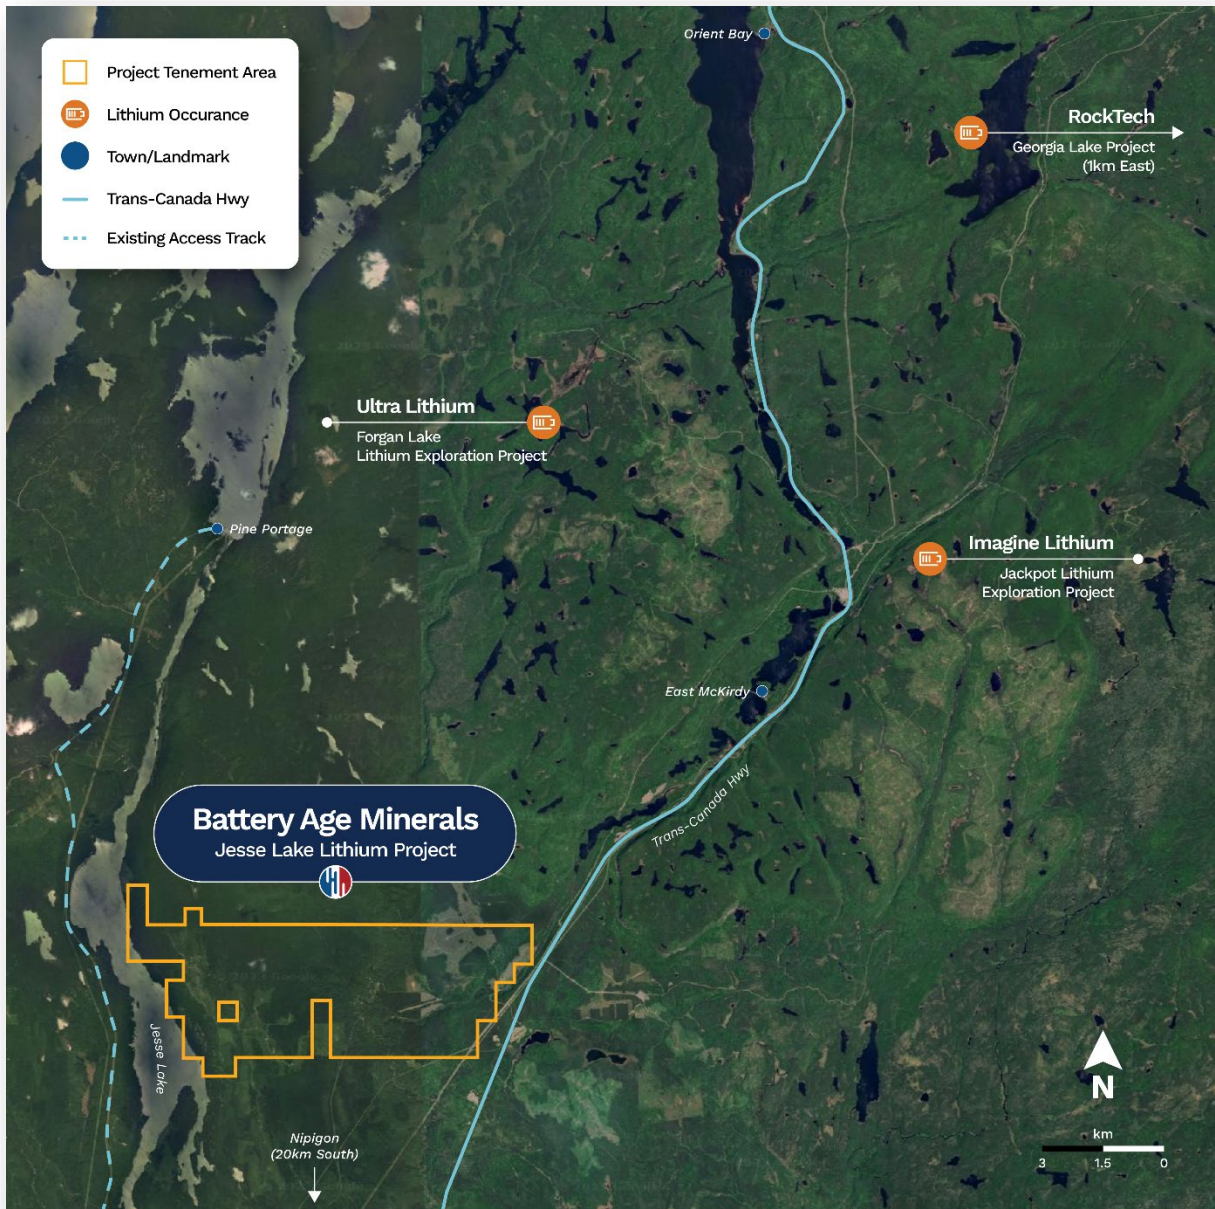 Project Tenement Area
Lithium Occurance
Town/Landmark
Trans-Canada Hwy
Existing Access Track
Orient Bay
RockTech
Georgia Lake Project
(1km East)
Ultra Lithium
Forgan Lake
Lithium Exploration Project
Pine Portage
Imagine Lithium
Jackpot Lithium
Exploration Project
East McKirdy
Trans-Canada Hwy
Battery Age Minerals
Jesse Lake Lithium Project
Jesse Lake
Nipigon
(20km South)
N
km
3 1.5 0